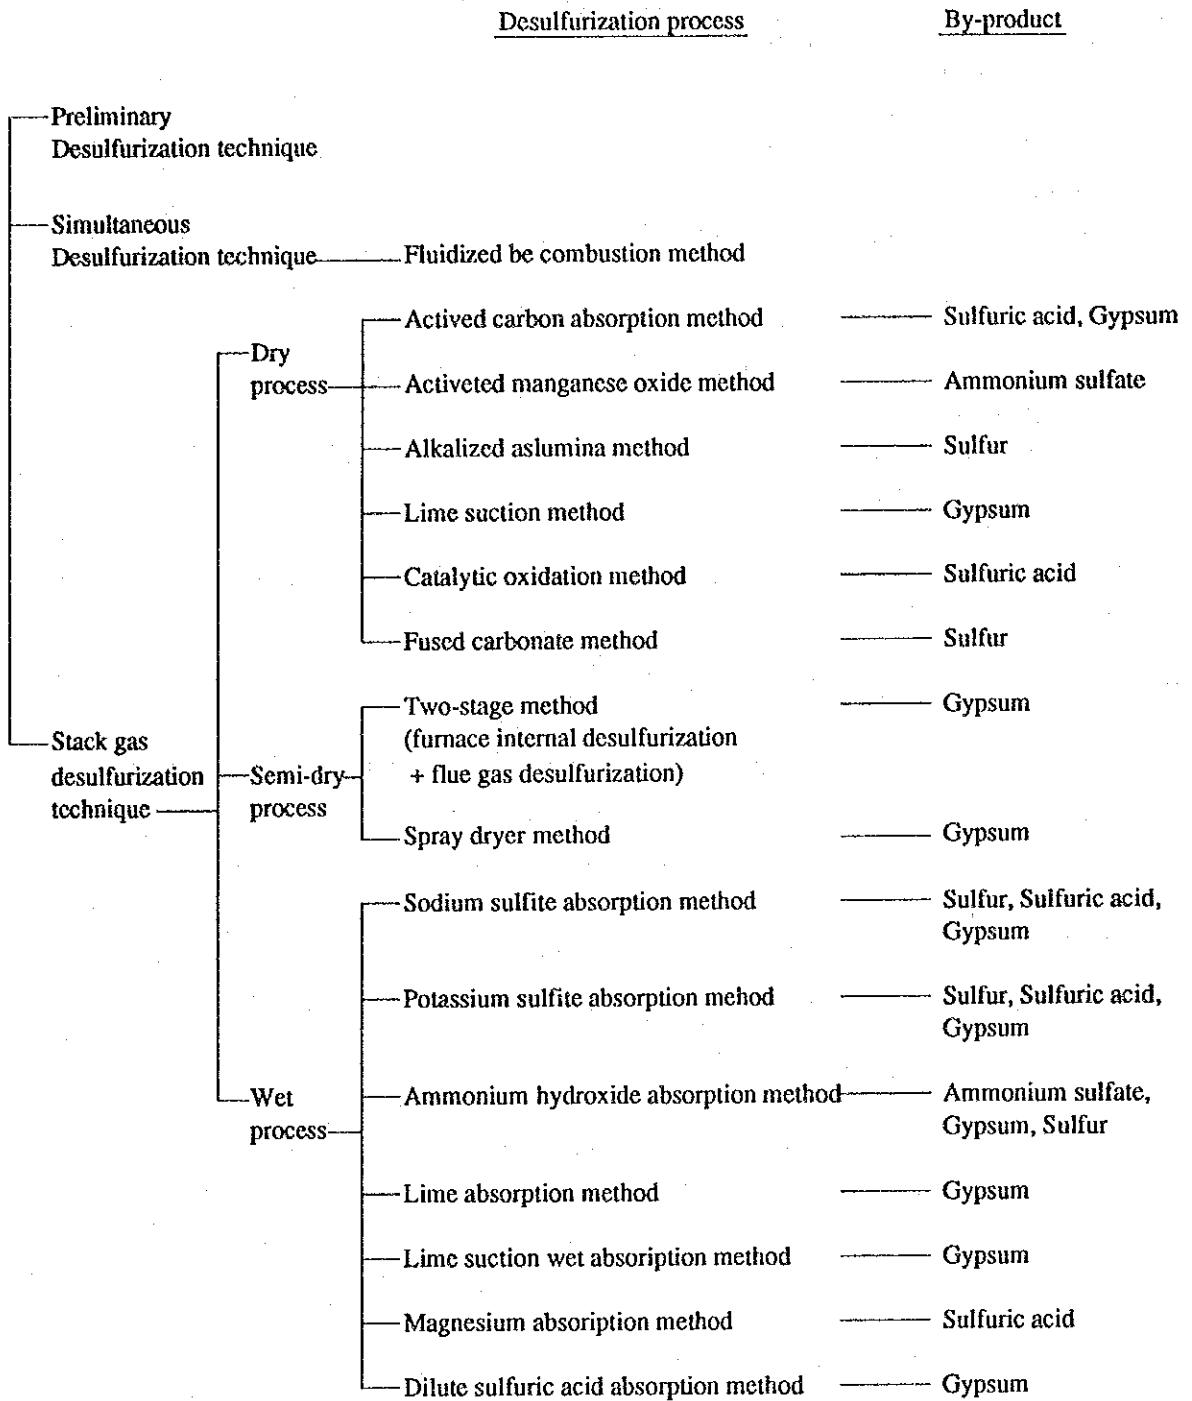 Desulfurization process By-product
Preliminary
Desulfurization technique
Simultaneous
Desulfurization technique Fluidized be combustion method
Actived carbon absorption method Sulfuric acid, Gypsum
Dry
process Activeted manganese oxide method Ammonium sulfate
Alkalized aslumina method Sulfur
Lime suction method Gypsum
Catalytic oxidation method Sulfuric acid
Fused carbonate method Sulfur
Two-stage method Gypsum
(furnace internal desulfurization
+ flue gas desulfurization)
Stack gas
desulfurization
technique
Semi-dry
process
Spray dryer method Gypsum
Sodium sulfite absorption method Sulfur, Sulfuric acid,
Gypsum
Potassium sulfite absorption mehod Sulfur, Sulfuric acid,
Gypsum
Wet
process
Ammonium hydroxide absorption method Ammonium sulfate,
Gypsum, Sulfur
Lime absorption method Gypsum
Lime suction wet absoription method Gypsum
Magnesium absoription method Sulfuric acid
Dilute sulfuric acid absorption method Gypsum